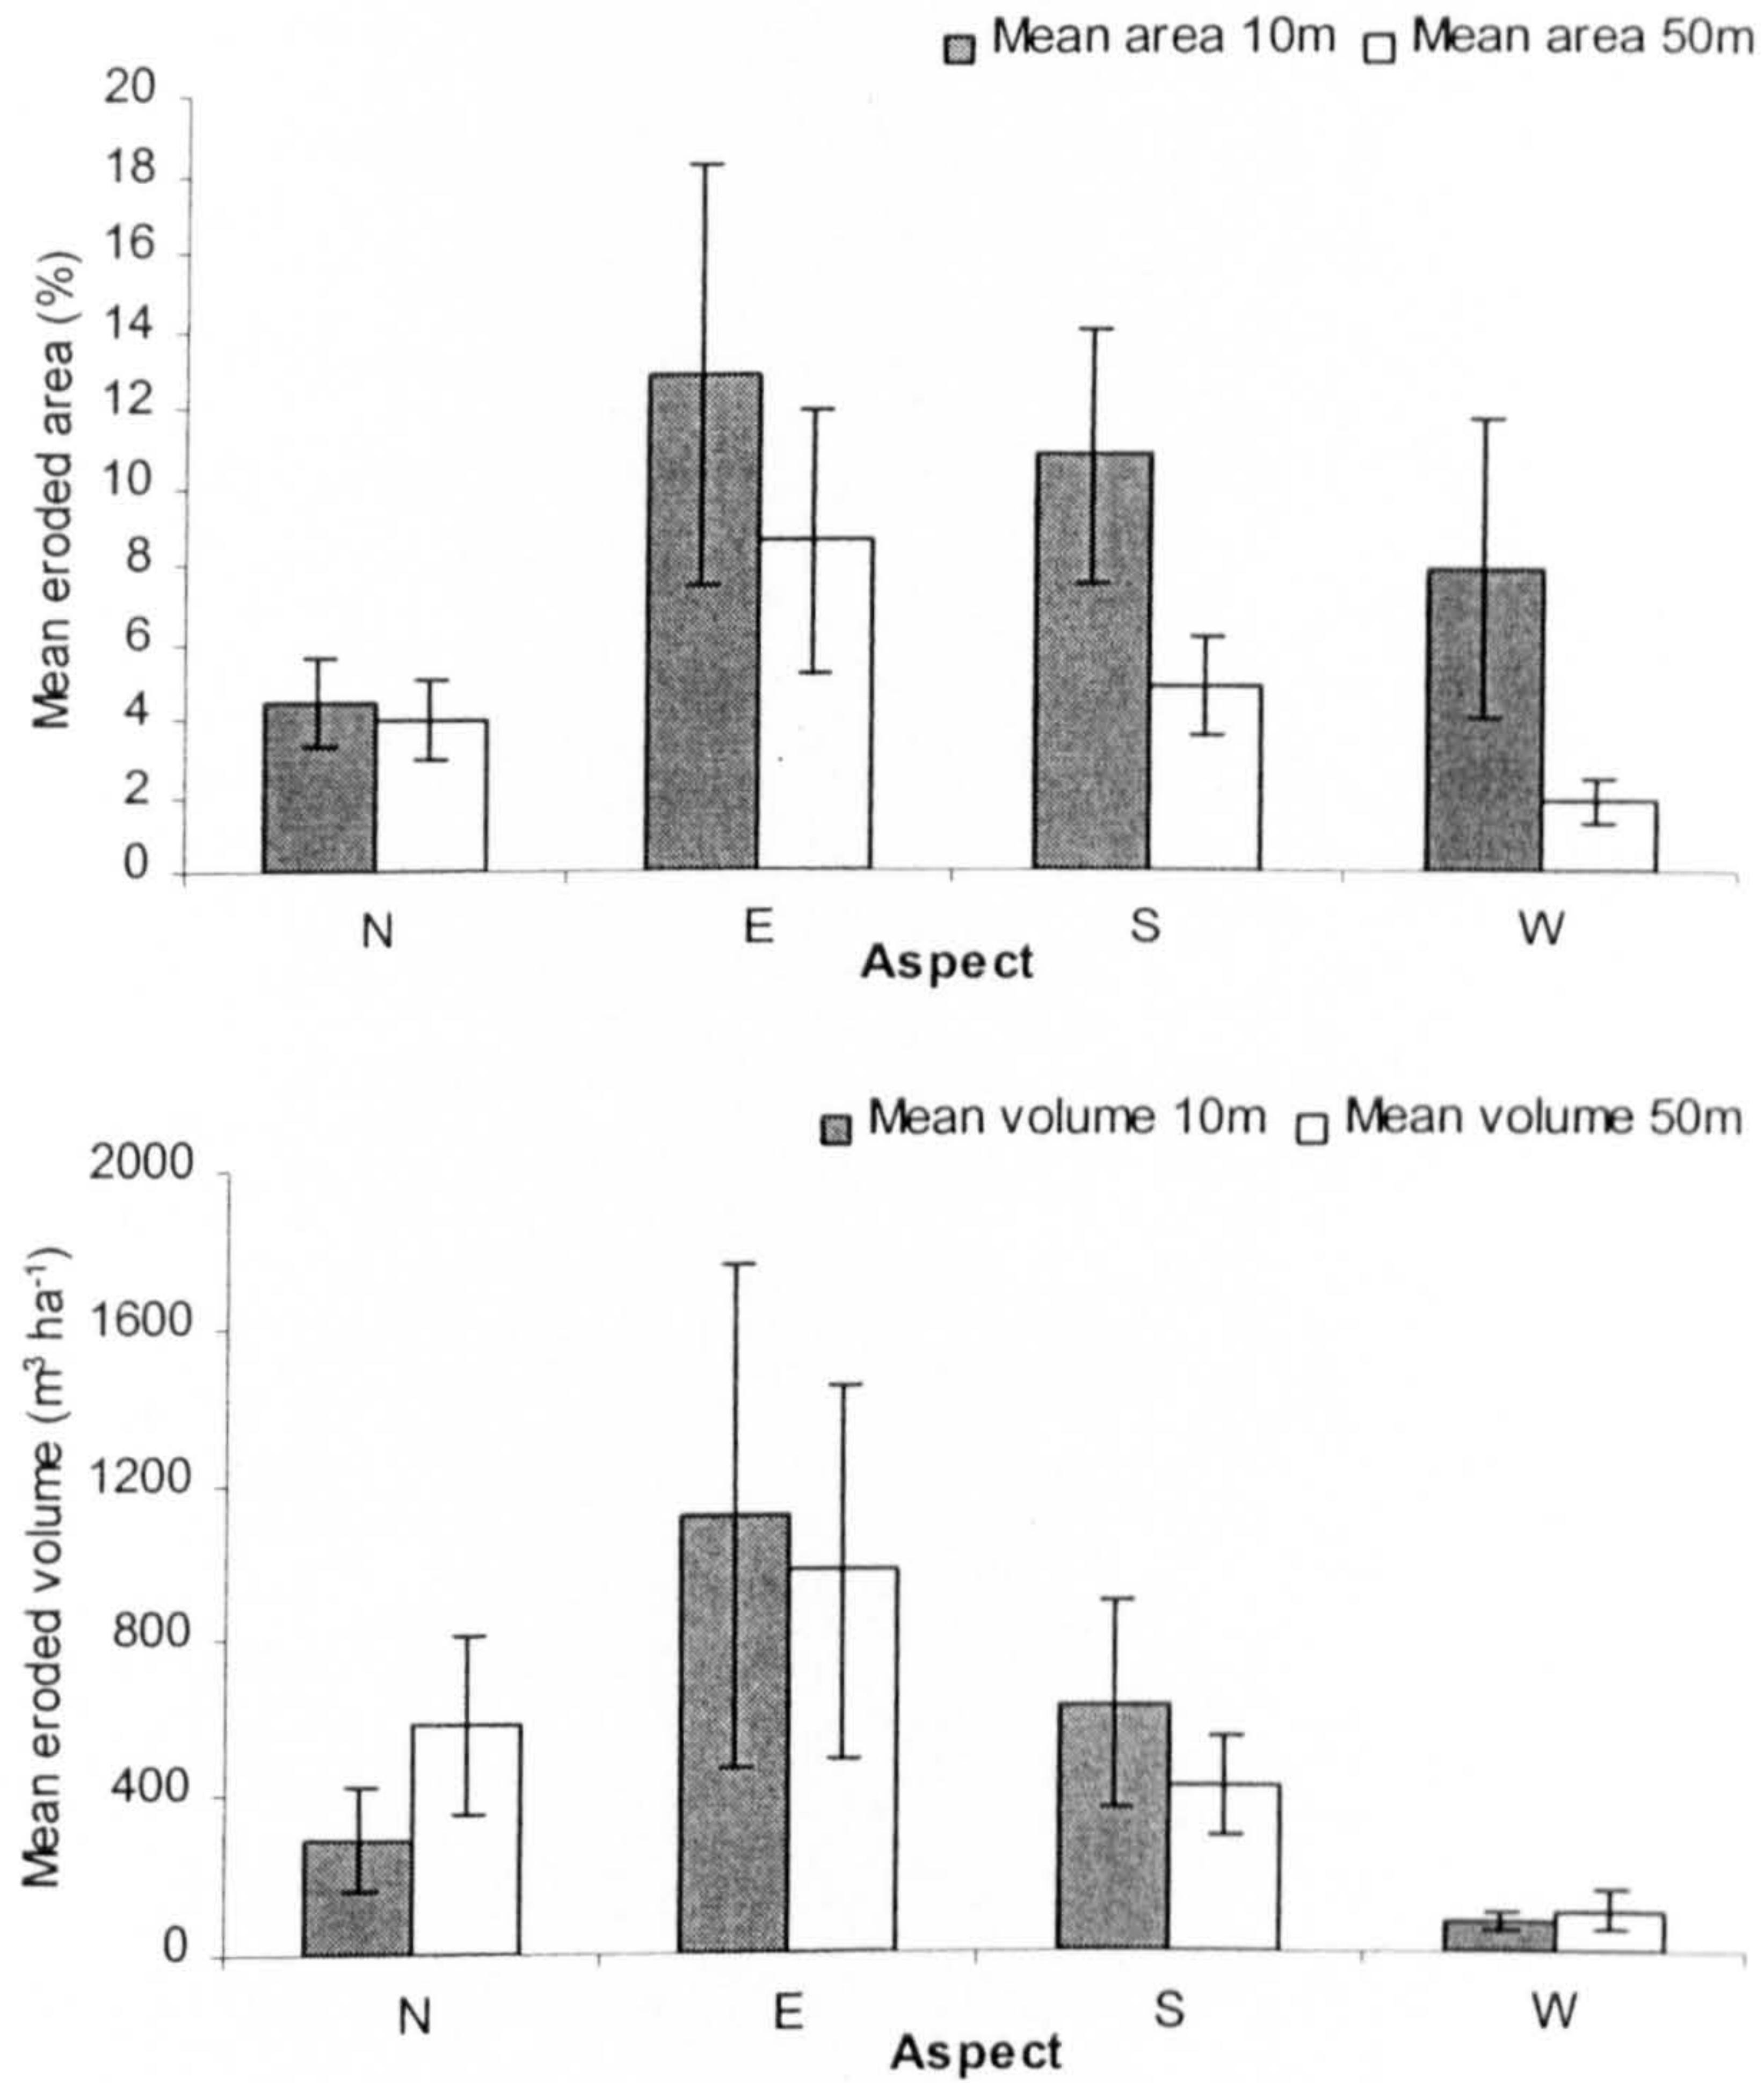 Mean area 10m Mean area 50m
20
18
16
14
12
10
8
6
4
2
0
Mean eroded area (%)
N E S W
Aspect
Mean volume 10m Mean volume 50m
2000
1600
1200
800
400
0
Mean eroded volume (m³ ha⁻¹)
N E S W
Aspect